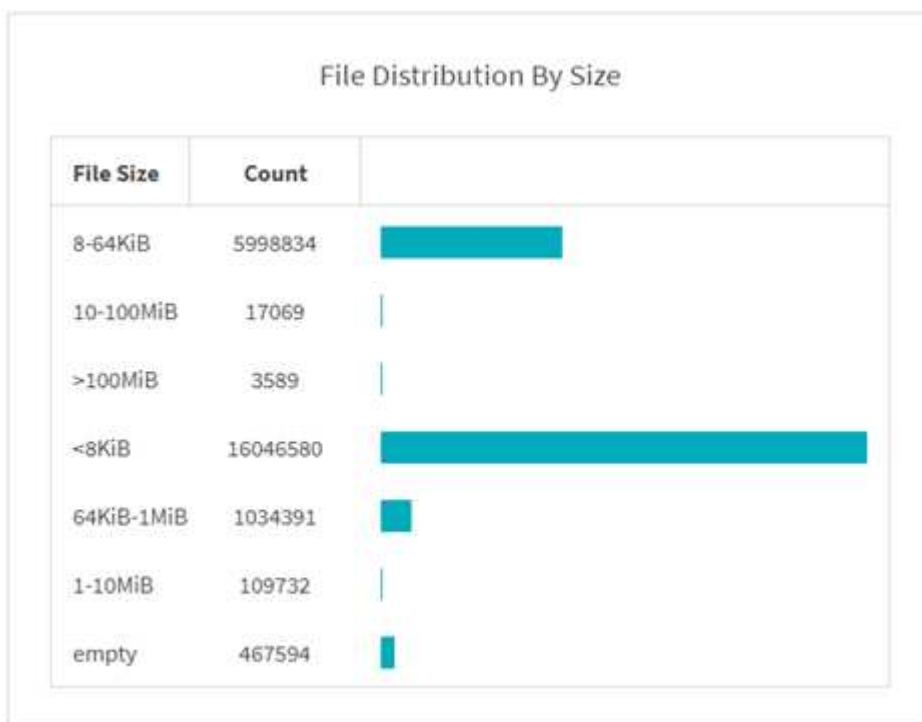 File Distribution By Size
File Size Count
8-64KiB 5998834
10-100MiB 17069
>100MiB 3589
<8KiB 16046580
64KiB-1MiB 1034391
1-10MiB 109732
empty 467594